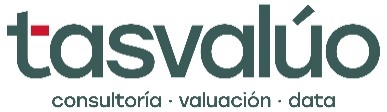 tasvalúo
consultoría · valuación · data